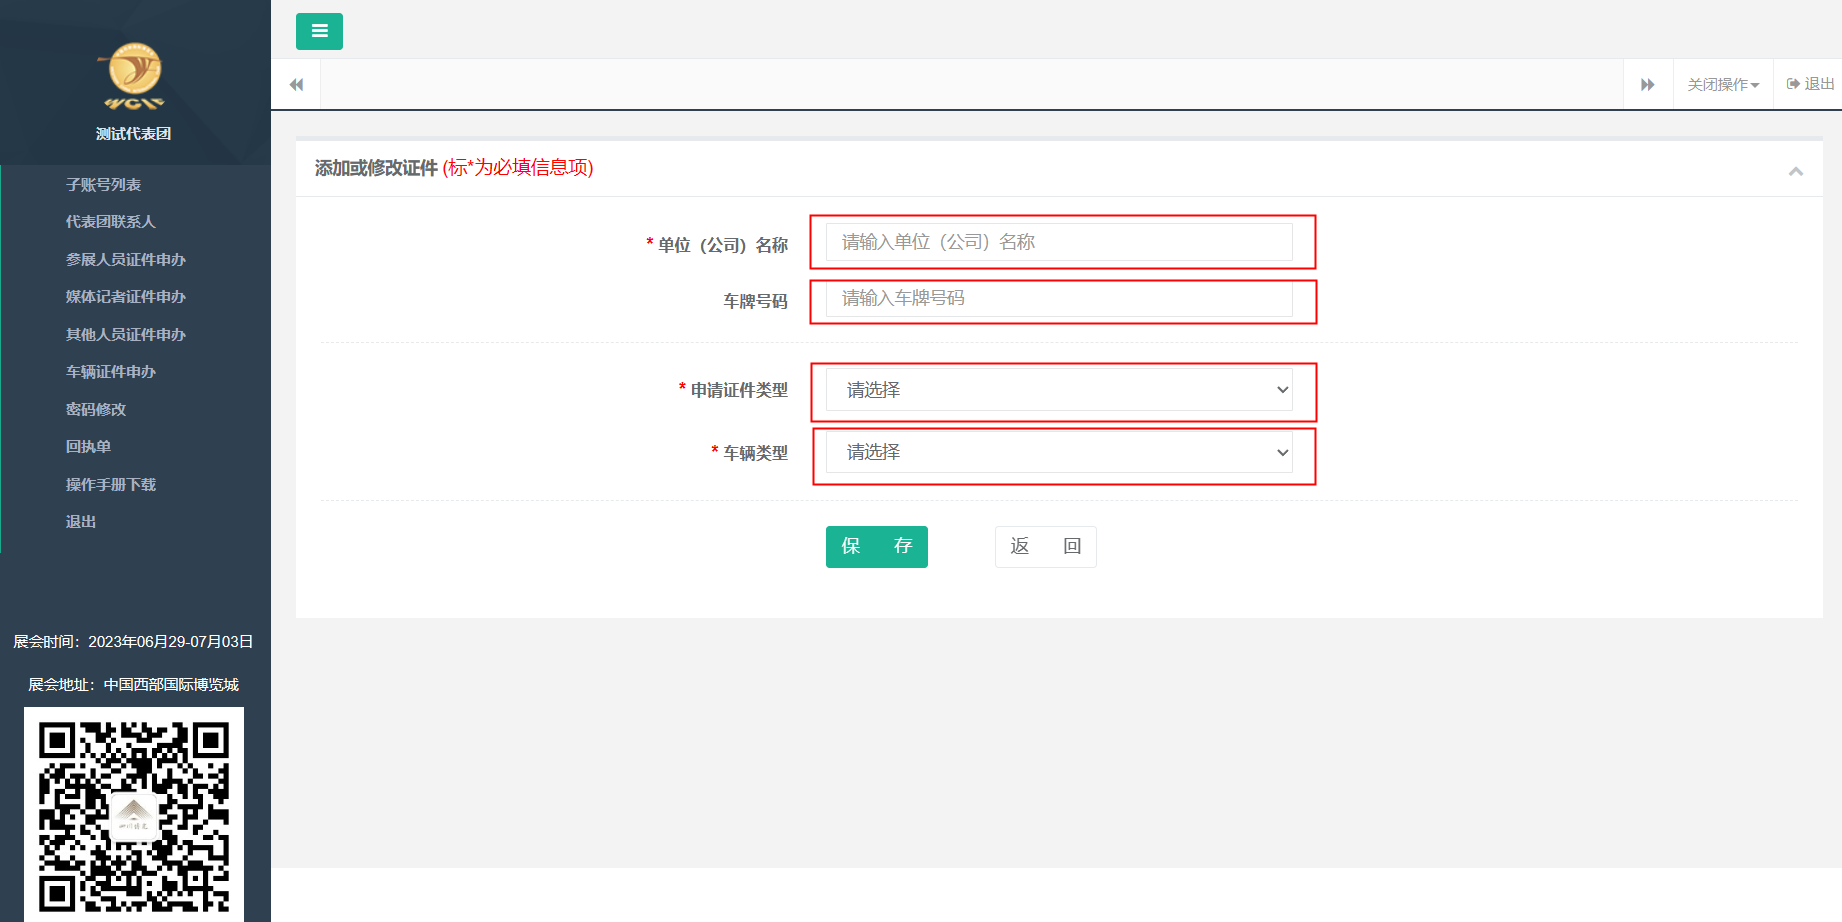 WCIF
测试代表团
子账号列表
代表团联系人
参展人员证件申办
媒体记者证件申办
其他人员证件申办
车辆证件申办
密码修改
回执单
操作手册下载
退出
展会时间：2023年06月29-07月03日
展会地址：中国西部国际博览城
关闭操作
退出
添加或修改证件 (标*为必填信息项)
* 单位（公司）名称
请输入单位（公司）名称
车牌号码
请输入车牌号码
* 申请证件类型
请选择
* 车辆类型
请选择
保 存
返 回